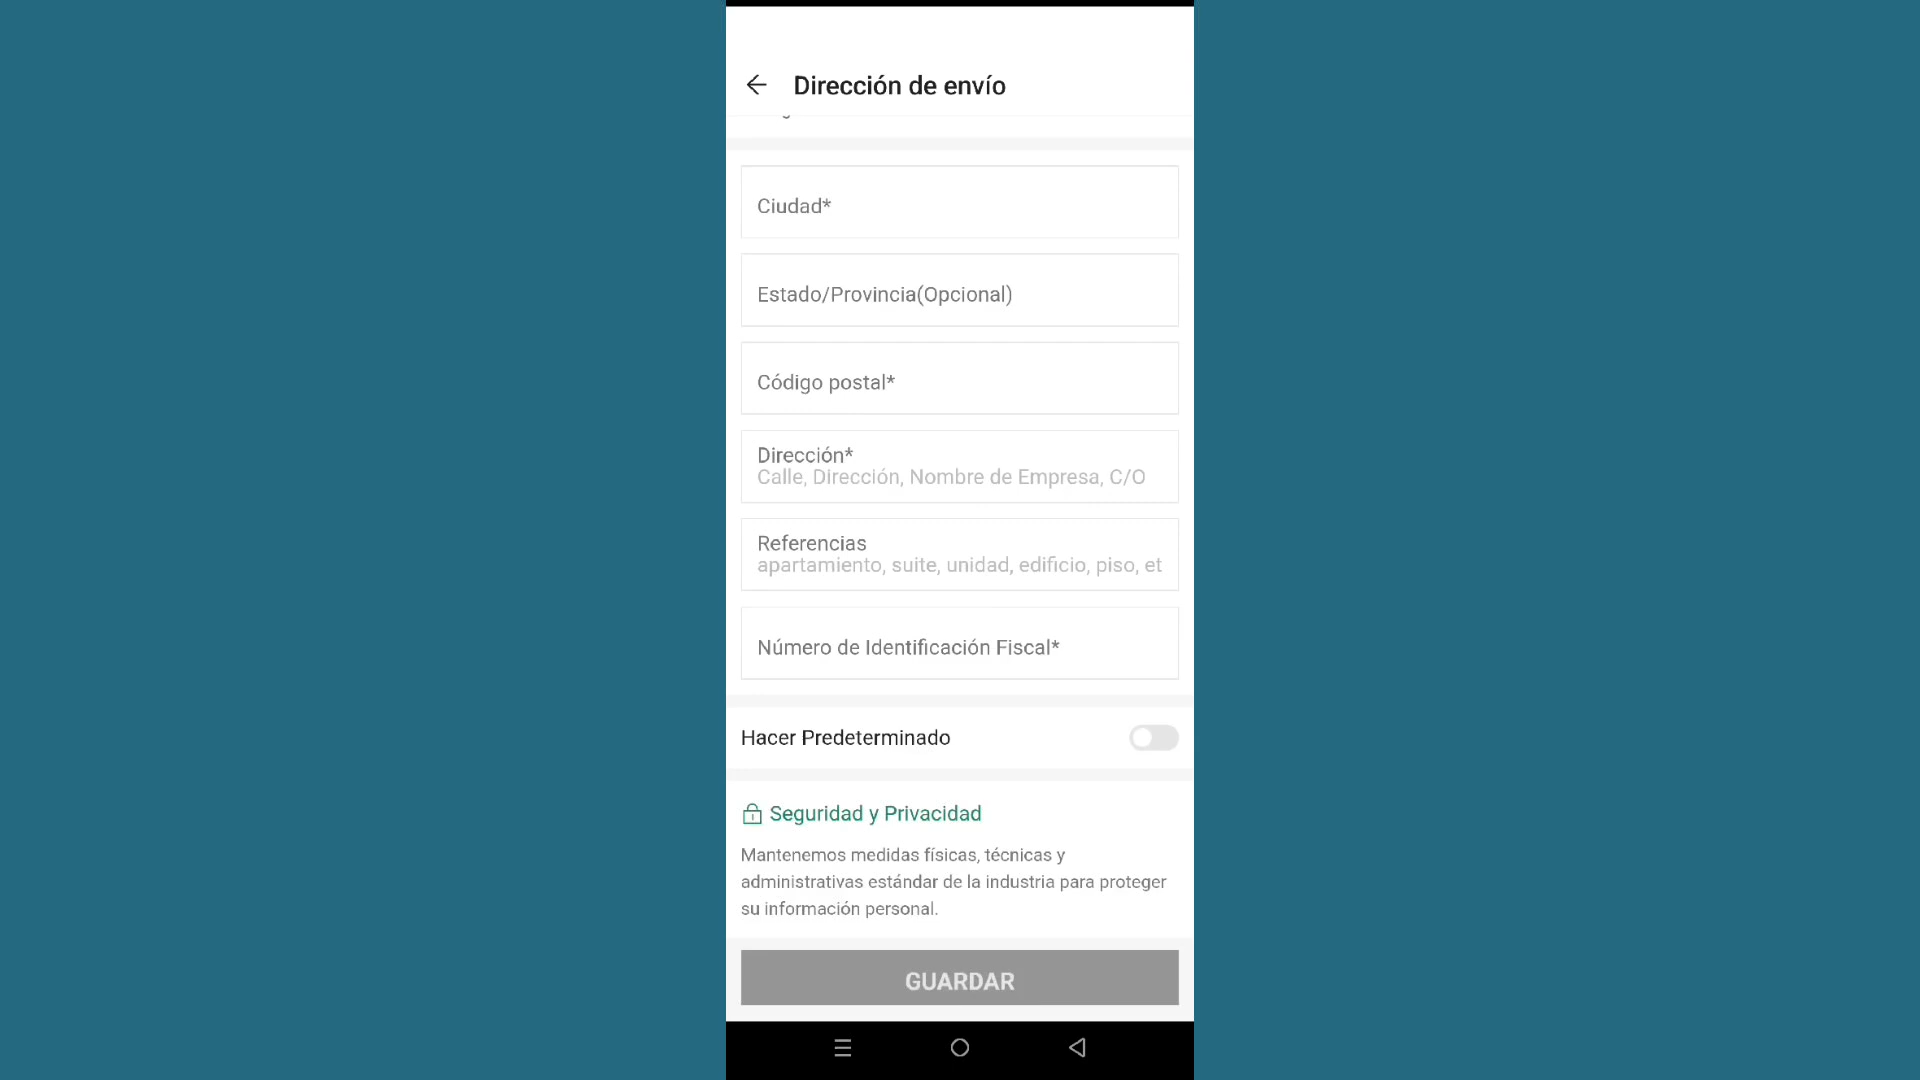 Dirección de envío
Ciudad*
Estado/Provincia(Opcional)
Código postal*
Dirección*
Calle, Dirección, Nombre de Empresa, C/O
Referencias
apartamiento, suite, unidad, edificio, piso, et
Número de Identificación Fiscal*
Hacer Predeterminado
Seguridad y Privacidad
Mantenemos medidas físicas, técnicas y
administrativas estándar de la industria para proteger
su información personal.
GUARDAR